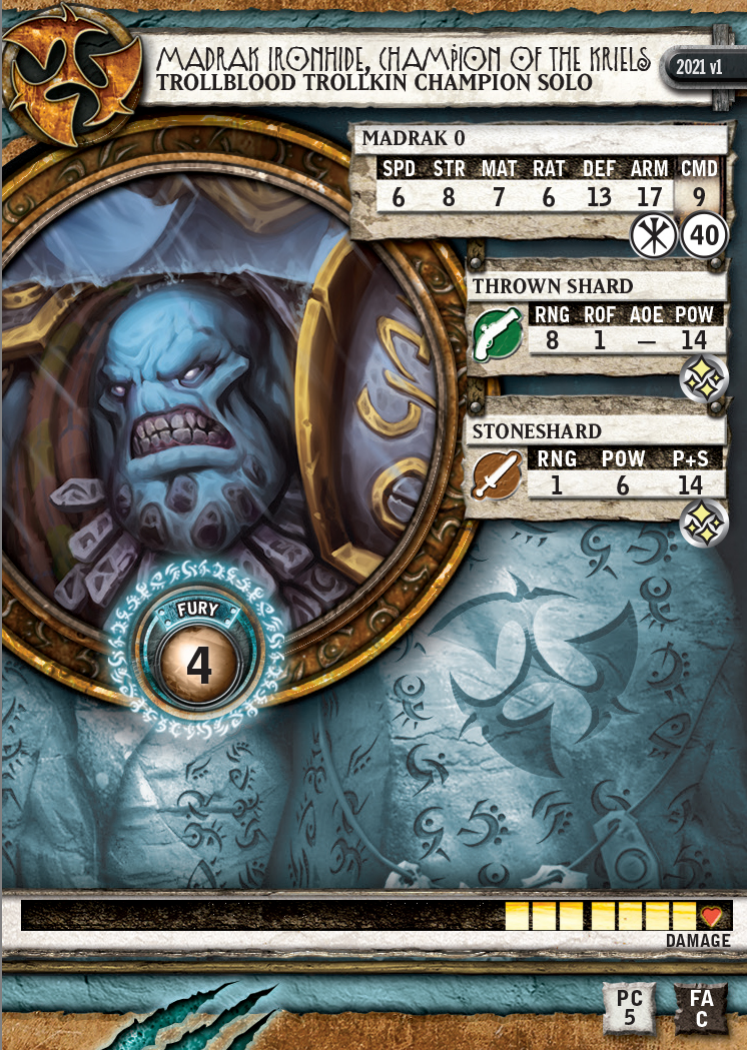 MADRAK IRONHIDE, CHAMPION OF THE KRIELS
TROLLBLOOD TROLLKIN CHAMPION SOLO
2021 v1
MADRAK 0
SPD STR MAT RAT DEF ARM CMD
6 8 7 6 13 17 9
40
THROWN SHARD
RNG ROF AOE POW
8 1 — 14
STONESHARD
RNG POW P+S
1 6 14
FURY
4
DAMAGE
PC
5
FA
C